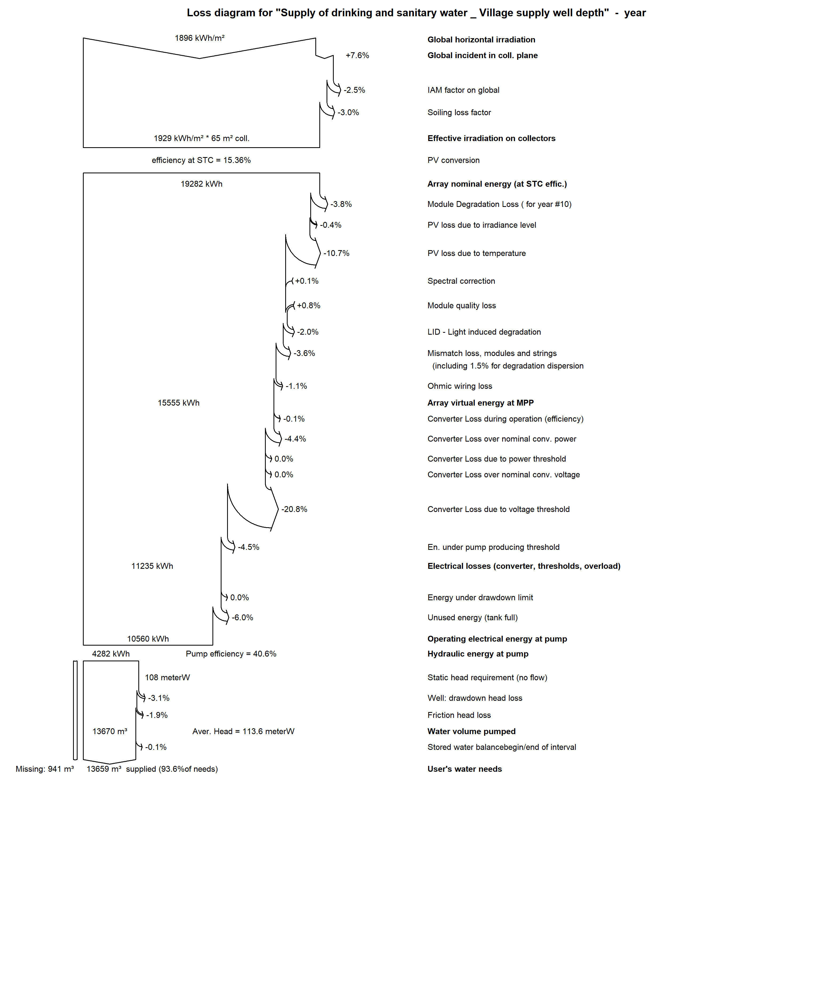 Loss diagram for "Supply of drinking and sanitary water _ Village supply well depth" - year
1896 kWh/m² Global horizontal irradiation
+7.6% Global incident in coll. plane
-2.5% IAM factor on global
-3.0% Soiling loss factor
1929 kWh/m² * 65 m² coll. Effective irradiation on collectors
efficiency at STC = 15.36% PV conversion
19282 kWh Array nominal energy (at STC effic.)
-3.8% Module Degradation Loss ( for year #10)
-0.4% PV loss due to irradiance level
-10.7% PV loss due to temperature
+0.1% Spectral correction
+0.8% Module quality loss
-2.0% LID - Light induced degradation
-3.6% Mismatch loss, modules and strings
(including 1.5% for degradation dispersion
-1.1% Ohmic wiring loss
15555 kWh Array virtual energy at MPP
-0.1% Converter Loss during operation (efficiency)
-4.4% Converter Loss over nominal conv. power
0.0% Converter Loss due to power threshold
0.0% Converter Loss over nominal conv. voltage
-20.8% Converter Loss due to voltage threshold
-4.5% En. under pump producing threshold
11235 kWh Electrical losses (converter, thresholds, overload)
0.0% Energy under drawdown limit
-6.0% Unused energy (tank full)
10560 kWh Operating electrical energy at pump
4282 kWh Pump efficiency = 40.6% Hydraulic energy at pump
108 meterW Static head requirement (no flow)
-3.1% Well: drawdown head loss
-1.9% Friction head loss
13670 m³ Aver. Head = 113.6 meterW Water volume pumped
-0.1% Stored water balancebegin/end of interval
Missing: 941 m³ 13659 m³ supplied (93.6%of needs) User's water needs